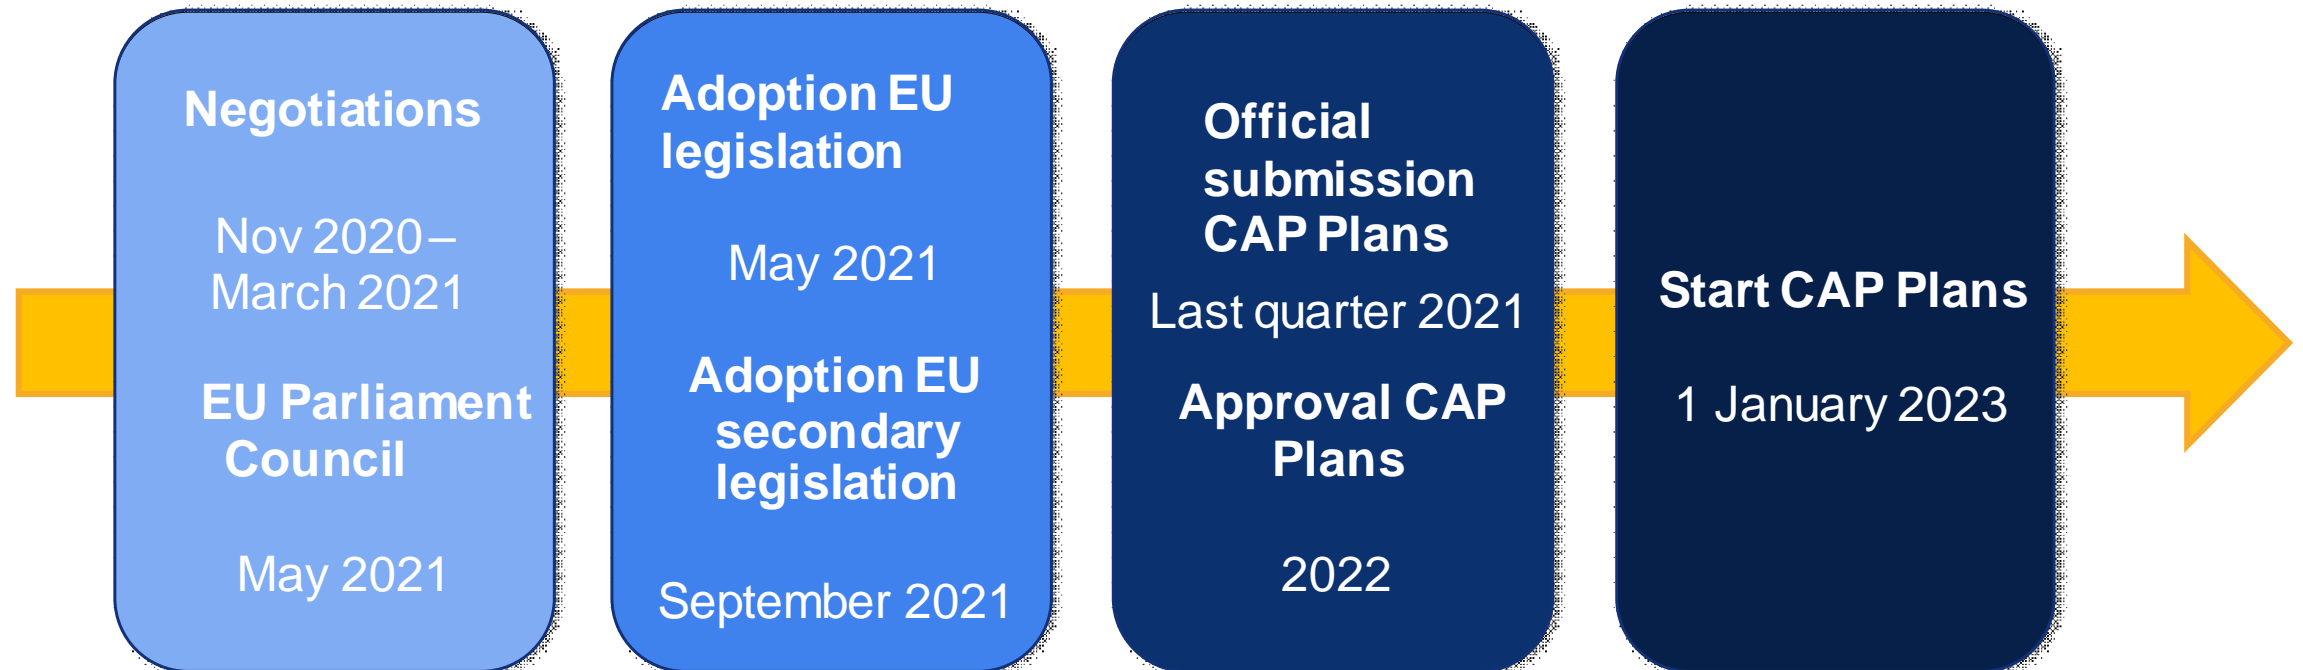 Negotiations
Nov 2020 –
March 2021
EU Parliament
Council
May 2021
Adoption EU
legislation
May 2021
Adoption EU
secondary
legislation
September 2021
Official
submission
CAP Plans
Last quarter 2021
Approval CAP
Plans
2022
Start CAP Plans
1 January 2023